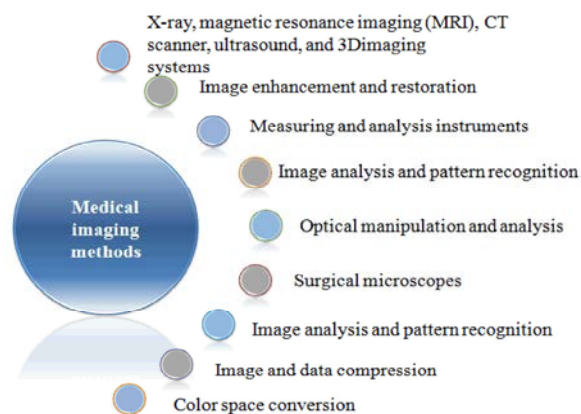 X-ray, magnetic resonance imaging (MRI), CT
scanner, ultrasound, and 3Dimaging
systems
Image enhancement and restoration
Measuring and analysis instruments
Image analysis and pattern recognition
Medical
imaging
methods
Optical manipulation and analysis
Surgical microscopes
Image analysis and pattern recognition
Image and data compression
Color space conversion